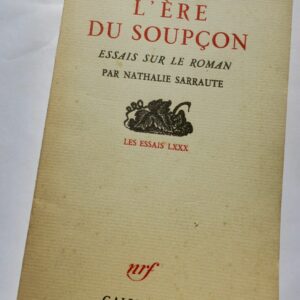 L'ÈRE
DU SOUPÇON
ESSAIS SUR LE ROMAN
PAR NATHALIE SARRAUTE
LES ESSAIS LXXX
nrf